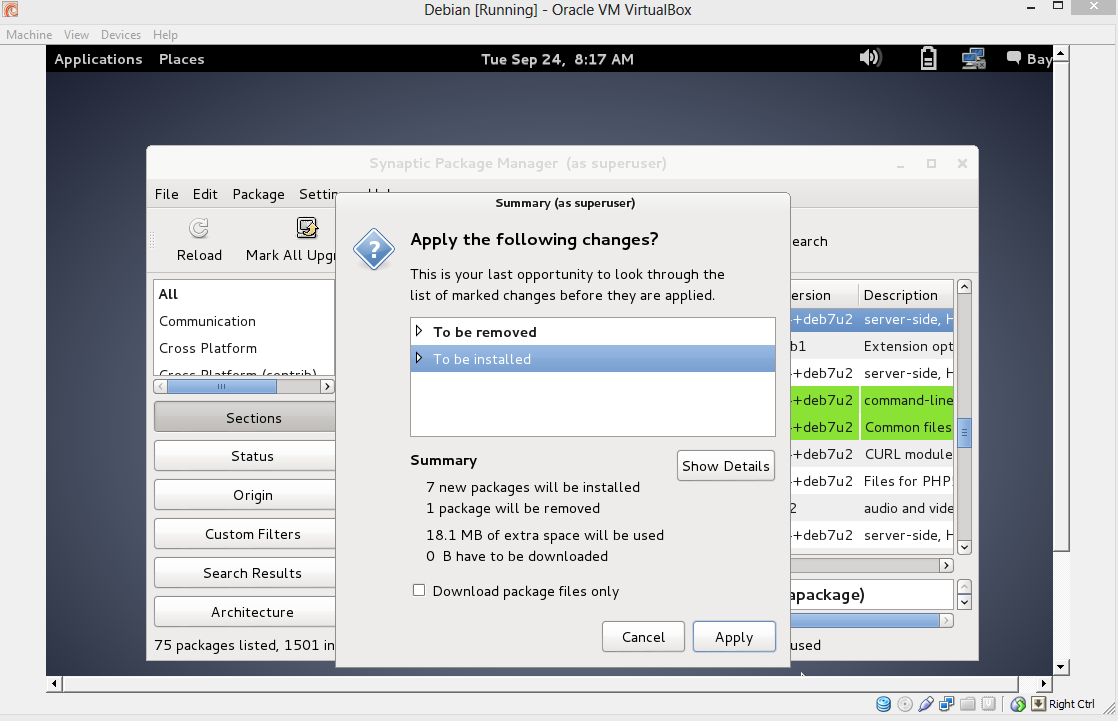 Debian [Running] - Oracle VM VirtualBox
Machine View Devices Help
Applications Places Tue Sep 24, 8:17 AM Bay
Synaptic Package Manager (as superuser)
File Edit Package
Summary (as superuser)
Reload Mark All Upgr
earch
Apply the following changes?
This is your last opportunity to look through the
list of marked changes before they are applied.
To be removed
To be installed
Summary
Show Details
7 new packages will be installed
1 package will be removed
18.1 MB of extra space will be used
0 B have to be downloaded
Download package files only
Cancel Apply
All
Communication
Cross Platform
Cross Platform (contrib)
Sections
Status
Origin
Custom Filters
Search Results
Architecture
75 packages listed, 1501 in
ersion Description
+deb7u2 server-side, H
b1 Extension opt
+deb7u2 server-side, H
+deb7u2 command-line
+deb7u2 Common files
+deb7u2 CURL module
+deb7u2 Files for PHP
2 audio and vide
+deb7u2 server-side, H
apackage)
used
Right Ctrl